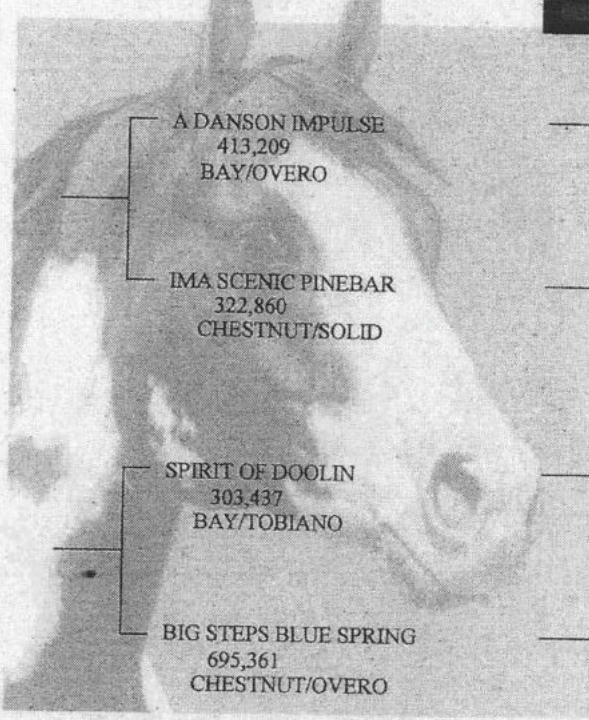 A DANSON IMPULSE
413,209
BAY/OVERO
IMA SCENIC PINEBAR
322,860
CHESTNUT/SOLID
SPIRIT OF DOOLIN
303,437
BAY/TOBIANO
BIG STEPS BLUE SPRING
695,361
CHESTNUT/OVERO